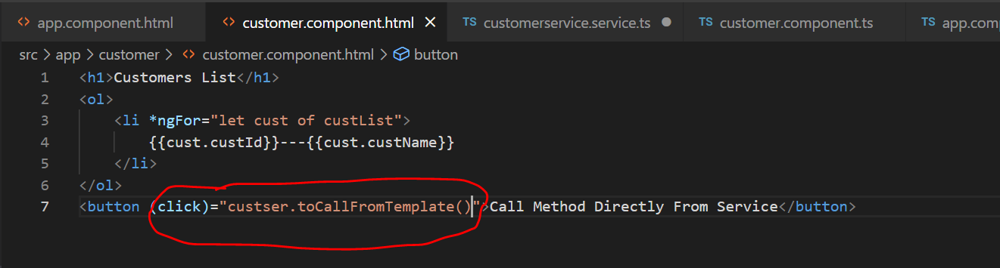 app.component.html customer.component.html TS customerservice.service.ts TS customer.component.ts TS app.com
src > app > customer > customer.component.html > button
1 <h1>Customers List</h1>
2 <ol>
3 <li *ngFor="let cust of custList">
4 {{cust.custId}}---{{cust.custName}}
5 </li>
6 </ol>
7 <button (click)="custser.toCallFromTemplate()">Call Method Directly From Service</button>